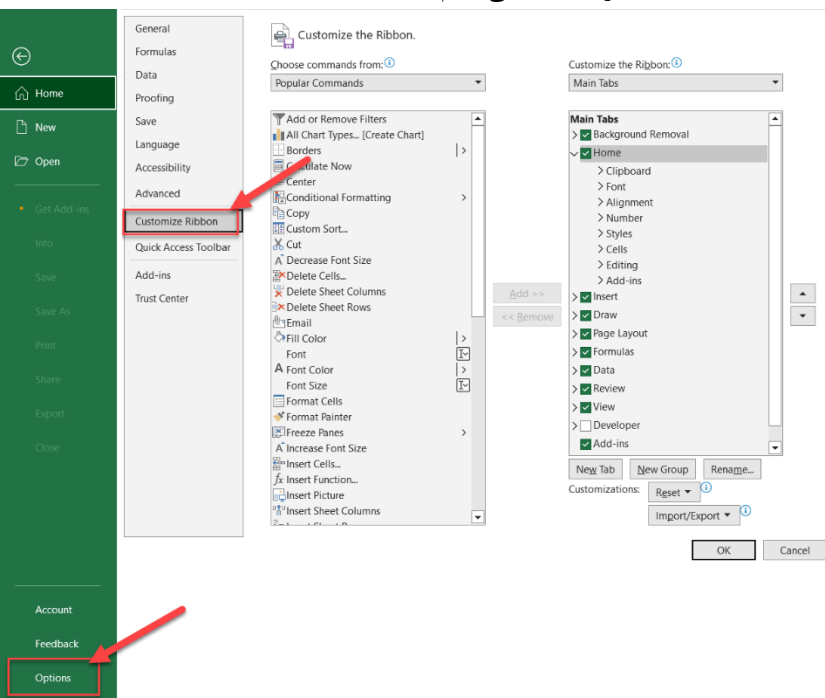 Home
New
Open
Get Add-ins
Info
Save
Save As
Print
Share
Export
Close
Account
Feedback
Options
General
Formulas
Data
Proofing
Save
Language
Accessibility
Advanced
Customize Ribbon
Quick Access Toolbar
Add-ins
Trust Center
Customize the Ribbon.
Choose commands from:
Popular Commands
Add or Remove Filters
All Chart Types... [Create Chart]
Borders
Calculate Now
Center
Conditional Formatting
Copy
Custom Sort...
Cut
Decrease Font Size
Delete Cells...
Delete Sheet Columns
Delete Sheet Rows
Email
Fill Color
Font
Font Color
Font Size
Format Cells
Format Painter
Freeze Panes
Increase Font Size
Insert Cells...
Insert Function...
Insert Picture
Insert Sheet Columns
Add >>
<< Remove
Customize the Ribbon:
Main Tabs
Main Tabs
Background Removal
Home
Clipboard
Font
Alignment
Number
Styles
Cells
Editing
Add-ins
Insert
Draw
Page Layout
Formulas
Data
Review
View
Developer
Add-ins
New Tab
New Group
Rename...
Customizations:
Reset
Import/Export
OK
Cancel